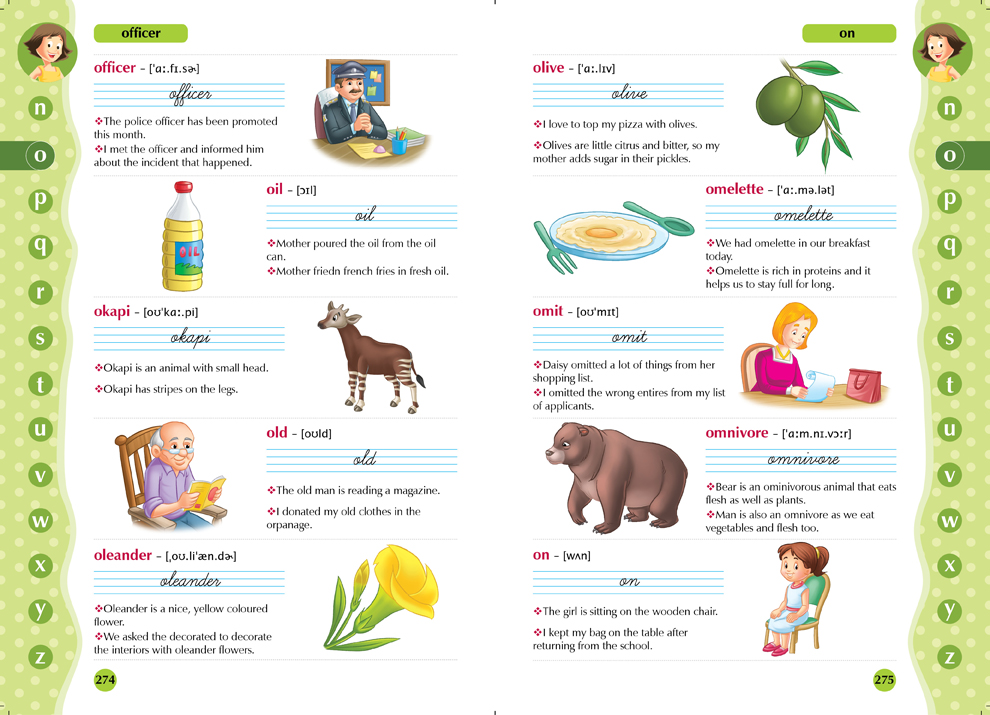 officer
officer – ['ɑː.fɪ.sɚ]
officer
❖The police officer has been promoted
this month.
❖I met the officer and informed him
about the incident that happened.
oil – [ɔɪl]
oil
❖Mother poured the oil from the oil
can.
❖Mother friedn french fries in fresh oil.
OIL
okapi – [oʊ'kɑː.pi]
okapi
❖Okapi is an animal with small head.
❖Okapi has stripes on the legs.
old – [oʊld]
old
❖The old man is reading a magazine.
❖I donated my old clothes in the
orpanage.
oleander – [ˌoʊ.li'æn.dɚ]
oleander
❖Oleander is a nice, yellow coloured
flower.
❖We asked the decorated to decorate
the interiors with oleander flowers.
274
n
o
p
q
r
s
t
u
v
w
x
y
z
on
olive – ['ɑː.lɪv]
olive
❖I love to top my pizza with olives.
❖Olives are little citrus and bitter, so my
mother adds sugar in their pickles.
omelette – ['ɑː.mə.lət]
omelette
❖We had omelette in our breakfast
today.
❖Omelette is rich in proteins and it
helps us to stay full for long.
omit – [oʊ'mɪt]
omit
❖Daisy omitted a lot of things from her
shopping list.
❖I omitted the wrong entires from my list
of applicants.
omnivore – ['ɑːm.nɪ.vɔːr]
omnivore
❖Bear is an ominivorous animal that eats
flesh as well as plants.
❖Man is also an omnivore as we eat
vegetables and flesh too.
on – [wʌn]
on
❖The girl is sitting on the wooden chair.
❖I kept my bag on the table after
returning from the school.
275
n
o
p
q
r
s
t
u
v
w
x
y
z